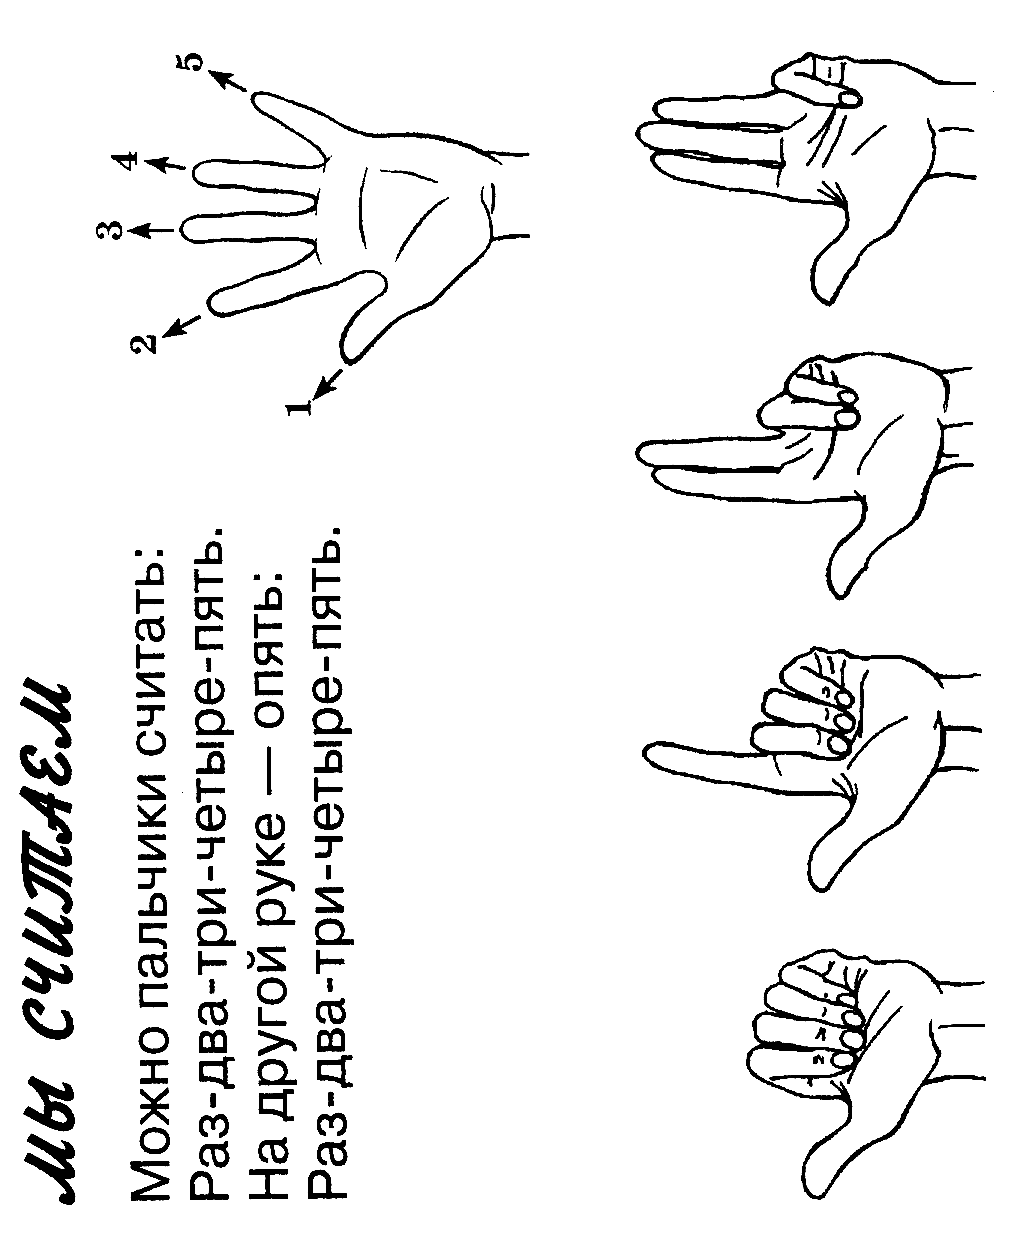 МЫ СЧИТАЕМ
Можно пальчики считать:
Раз-два-три-четыре-пять.
На другой руке — опять:
Раз-два-три-четыре-пять.
1
2
3
4
5